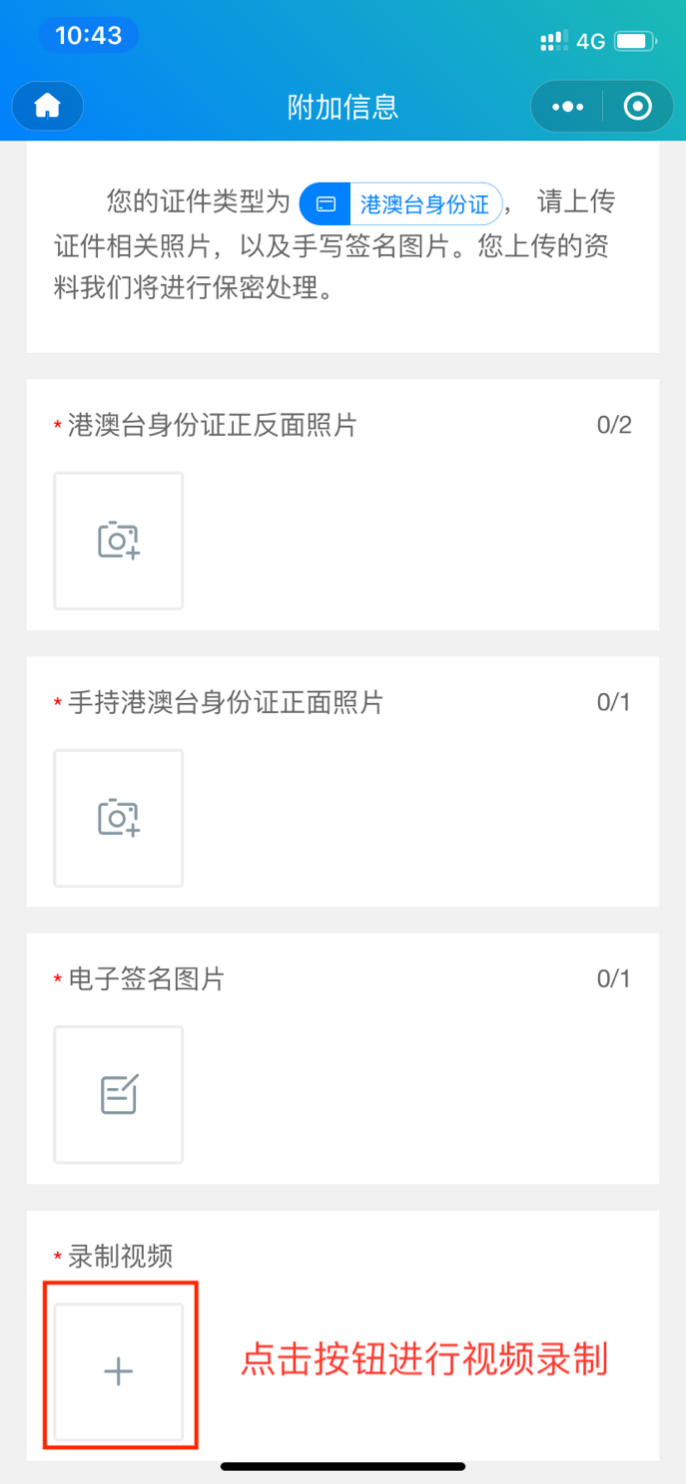 10:43
4G
附加信息
您的证件类型为 港澳台身份证， 请上传
证件相关照片，以及手写签名图片。您上传的资
料我们将进行保密处理。
*港澳台身份证正反面照片 0/2
*手持港澳台身份证正面照片 0/1
*电子签名图片 0/1
*录制视频
点击按钮进行视频录制